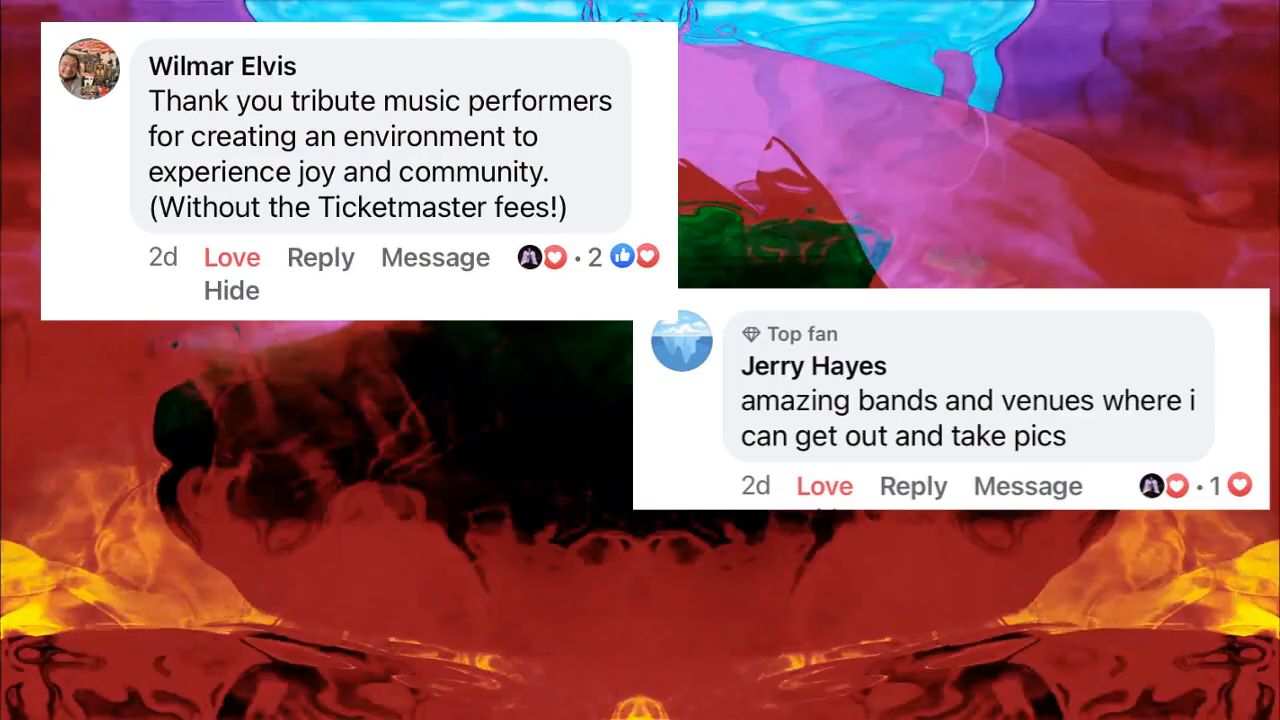 Wilmar Elvis
Thank you tribute music performers
for creating an environment to
experience joy and community.
(Without the Ticketmaster fees!)
2d Love Reply Message · 2
Hide
Top fan
Jerry Hayes
amazing bands and venues where i
can get out and take pics
2d Love Reply Message · 1